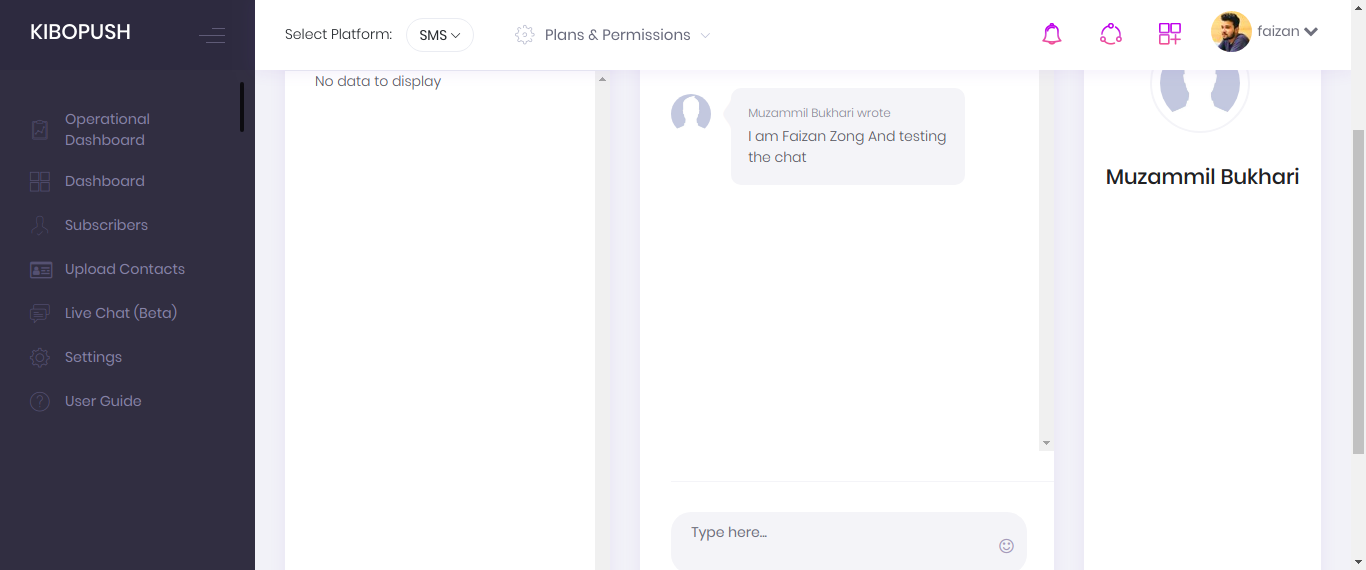 KIBOPUSH
Select Platform: SMS
Plans & Permissions
faizan
Operational
Dashboard
Dashboard
Subscribers
Upload Contacts
Live Chat (Beta)
Settings
User Guide
No data to display
Muzammil Bukhari wrote
I am Faizan Zong And testing
the chat
Type here...
Muzammil Bukhari